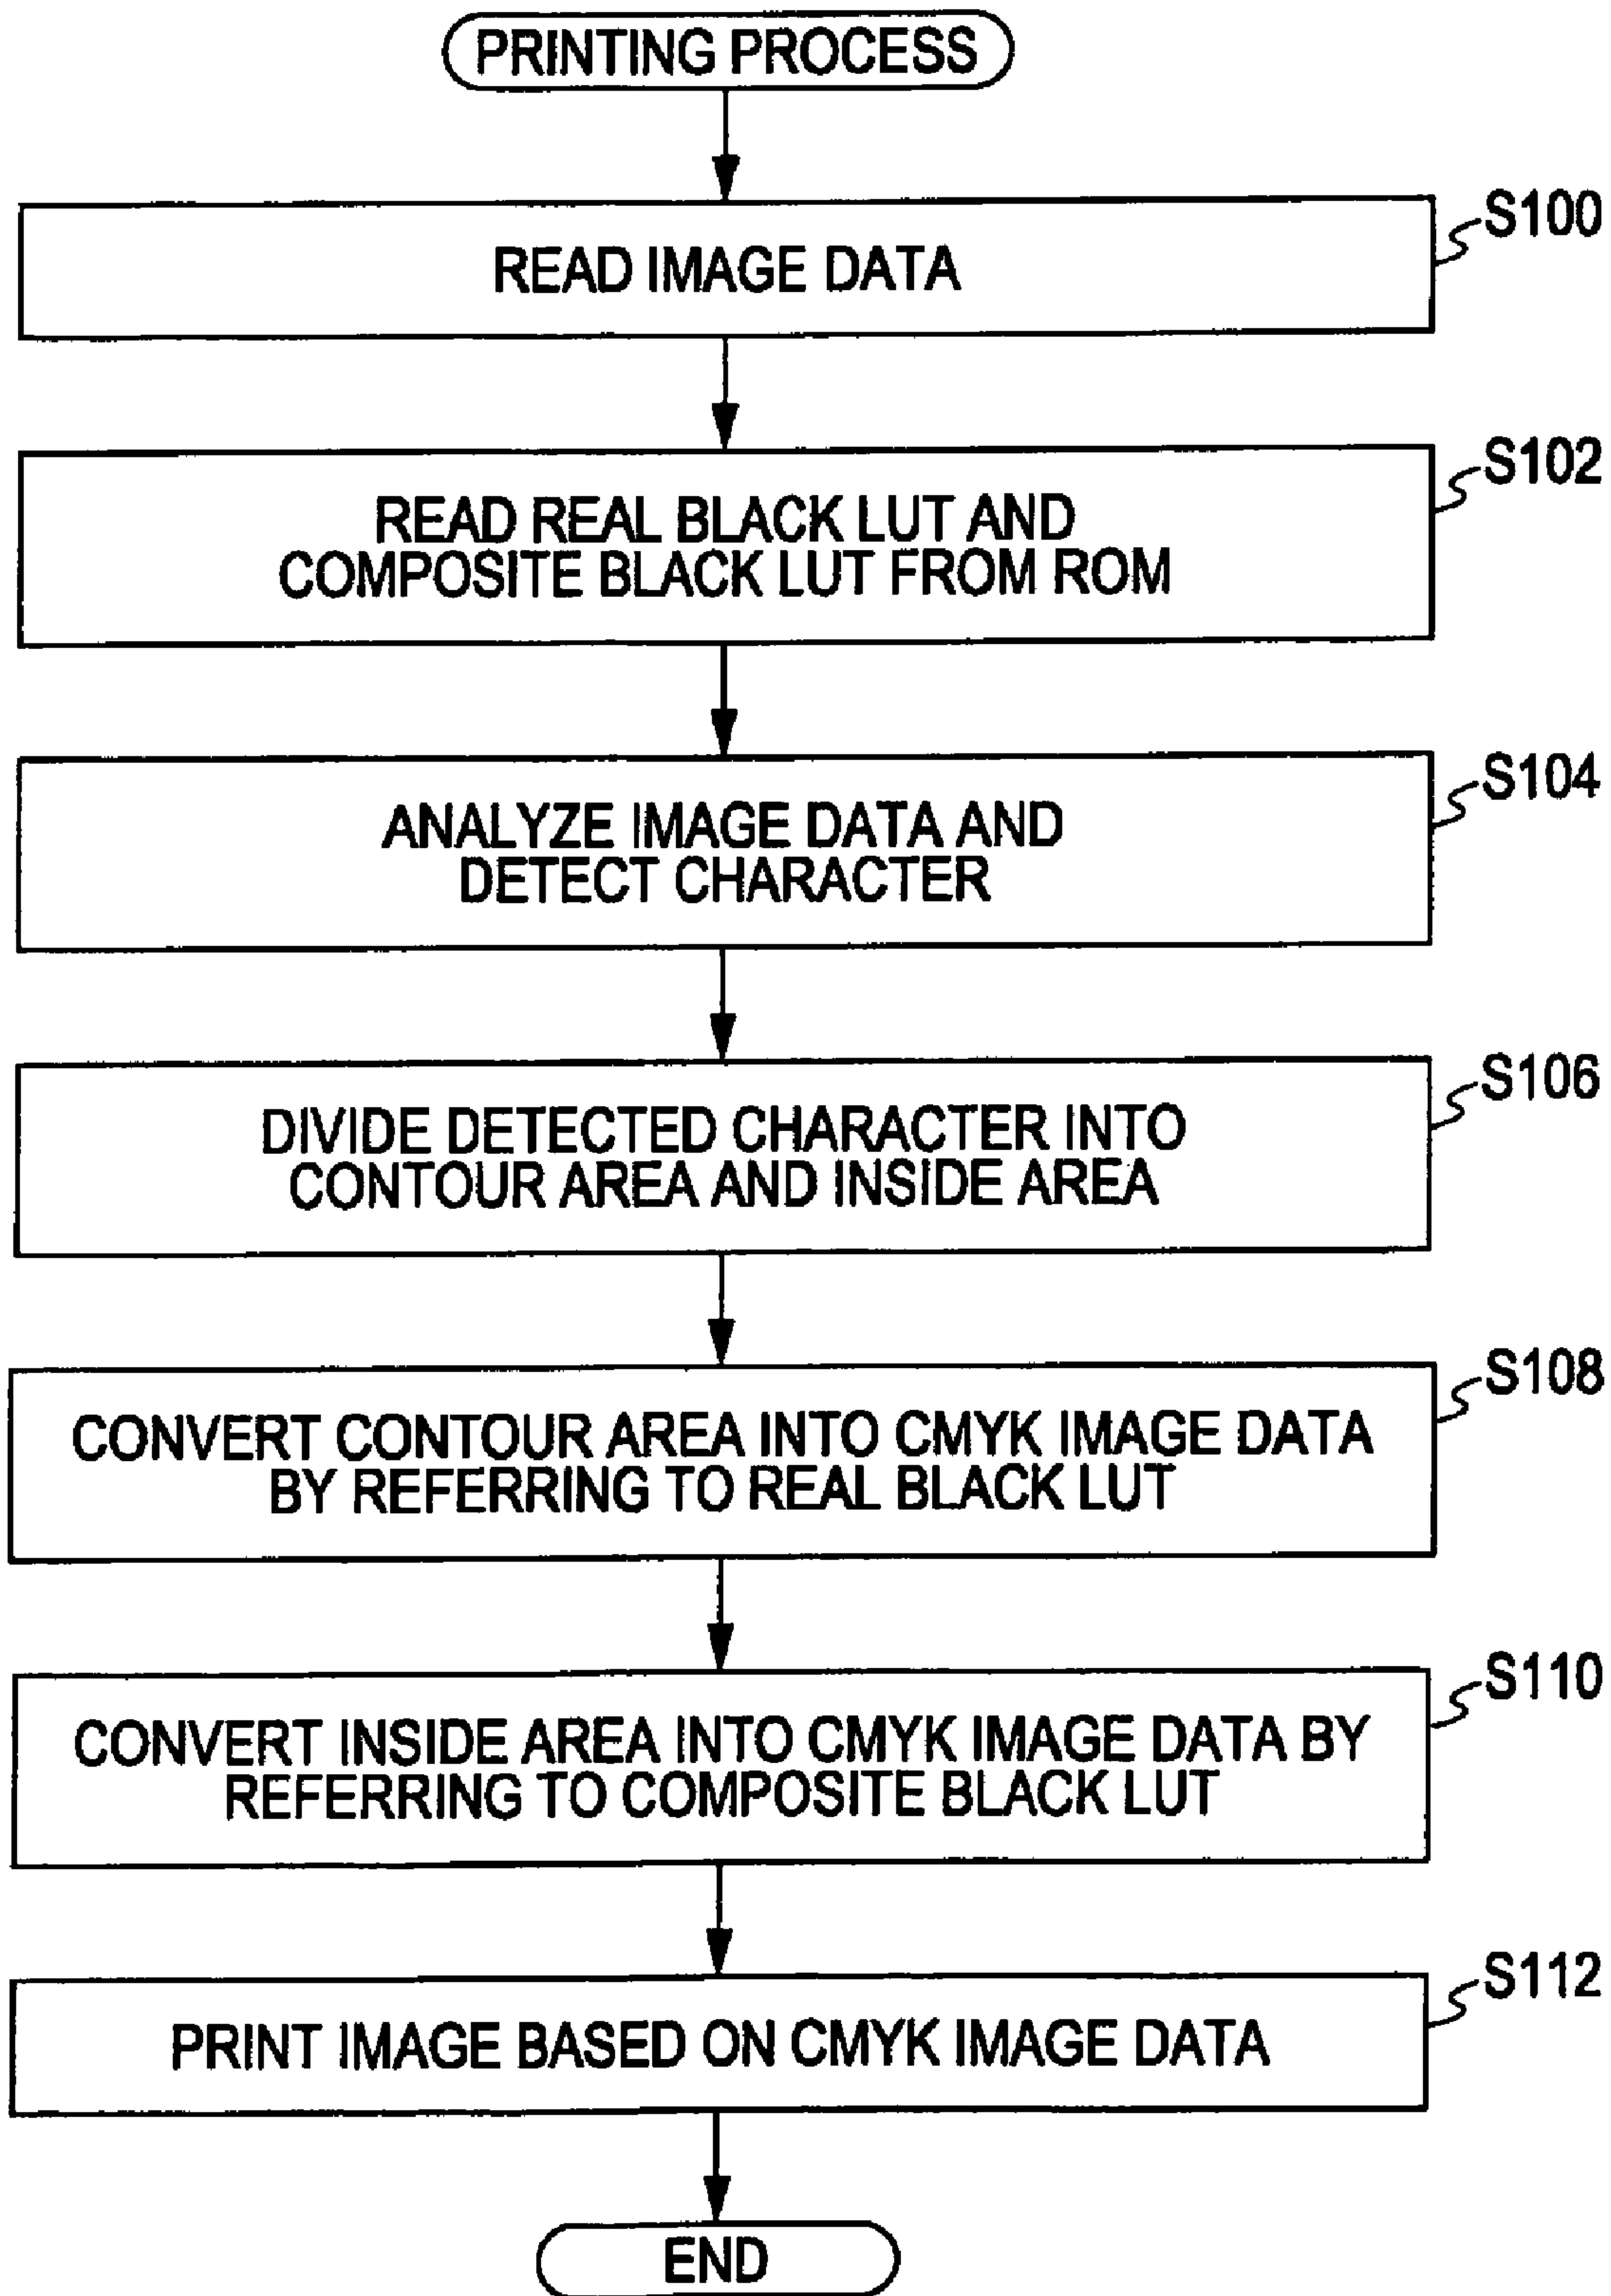 PRINTING PROCESS
S100
READ IMAGE DATA
S102
READ REAL BLACK LUT AND
COMPOSITE BLACK LUT FROM ROM
S104
ANALYZE IMAGE DATA AND
DETECT CHARACTER
S106
DIVIDE DETECTED CHARACTER INTO
CONTOUR AREA AND INSIDE AREA
S108
CONVERT CONTOUR AREA INTO CMYK IMAGE DATA
BY REFERRING TO REAL BLACK LUT
S110
CONVERT INSIDE AREA INTO CMYK IMAGE DATA BY
REFERRING TO COMPOSITE BLACK LUT
S112
PRINT IMAGE BASED ON CMYK IMAGE DATA
END